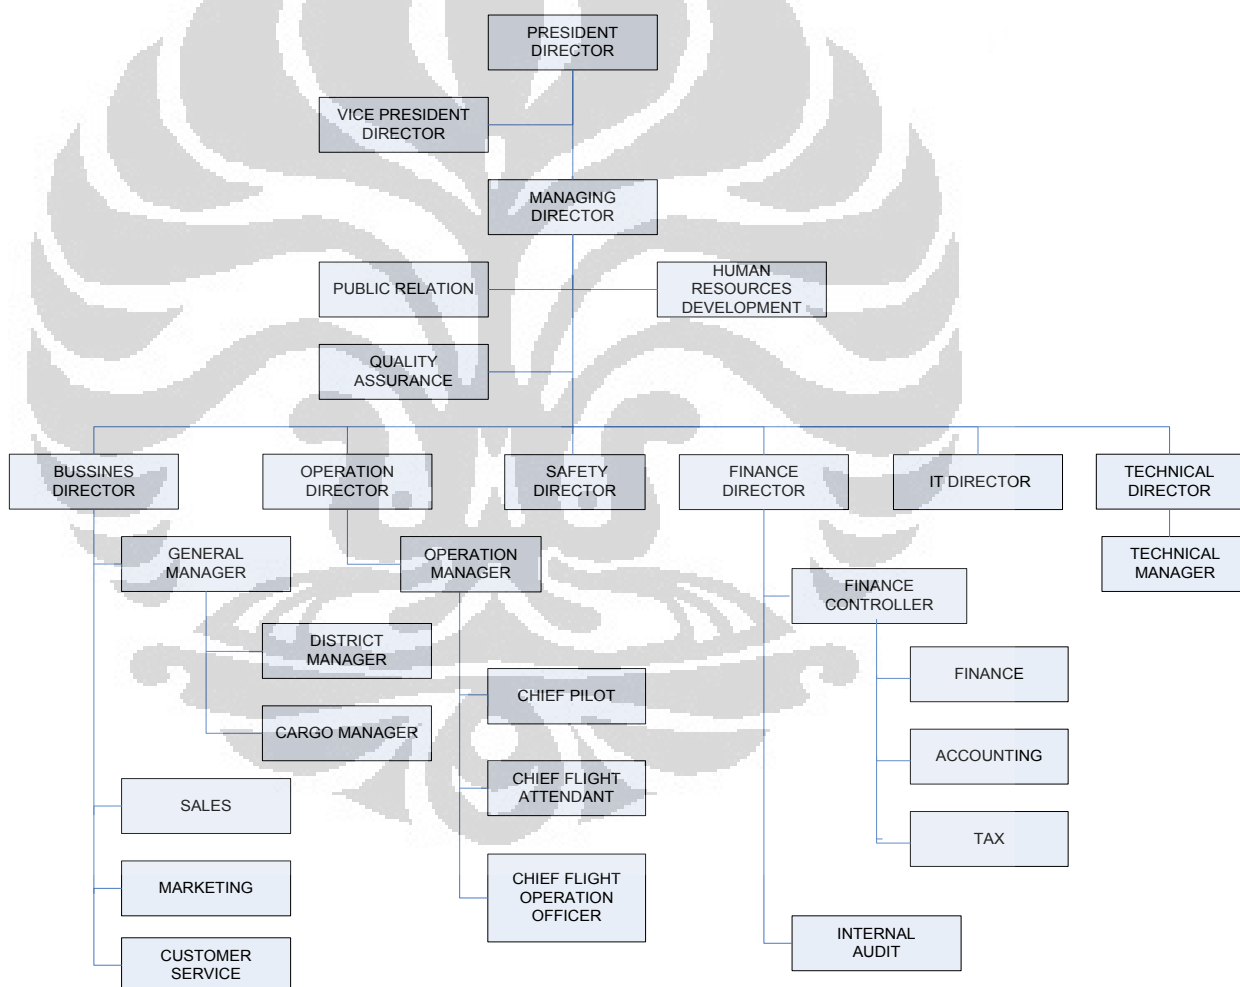 PRESIDENT
DIRECTOR
VICE PRESIDENT
DIRECTOR
MANAGING
DIRECTOR
PUBLIC RELATION
HUMAN
RESOURCES
DEVELOPMENT
QUALITY
ASSURANCE
BUSSINES
DIRECTOR
OPERATION
DIRECTOR
SAFETY
DIRECTOR
FINANCE
DIRECTOR
IT DIRECTOR
TECHNICAL
DIRECTOR
GENERAL
MANAGER
OPERATION
MANAGER
TECHNICAL
MANAGER
FINANCE
CONTROLLER
DISTRICT
MANAGER
FINANCE
CHIEF PILOT
CARGO MANAGER
ACCOUNTING
CHIEF FLIGHT
ATTENDANT
SALES
TAX
MARKETING
CHIEF FLIGHT
OPERATION
OFFICER
INTERNAL
AUDIT
CUSTOMER
SERVICE